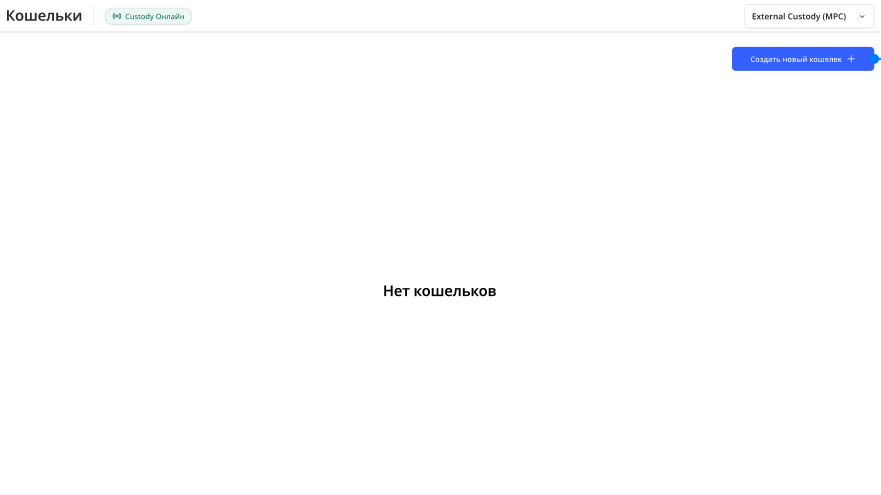 Кошельки
Custody Онлайн
External Custody (MPC)
Создать новый кошелек
Нет кошельков